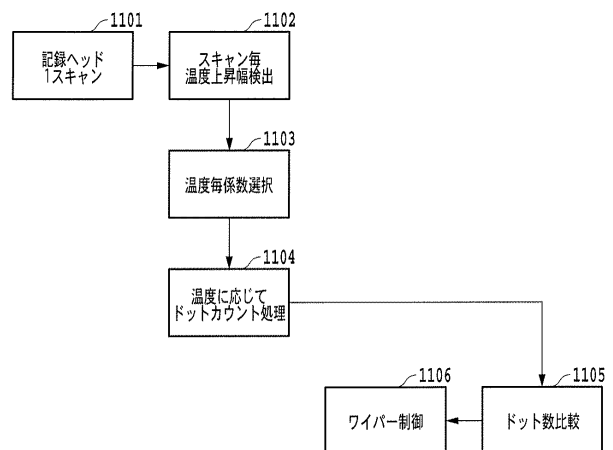 1101
記録ヘッド
1スキャン
1102
スキャン毎
温度上昇幅検出
1103
温度毎係数選択
1104
温度に応じて
ドットカウント処理
1105
ドット数比較
1106
ワイパー制御